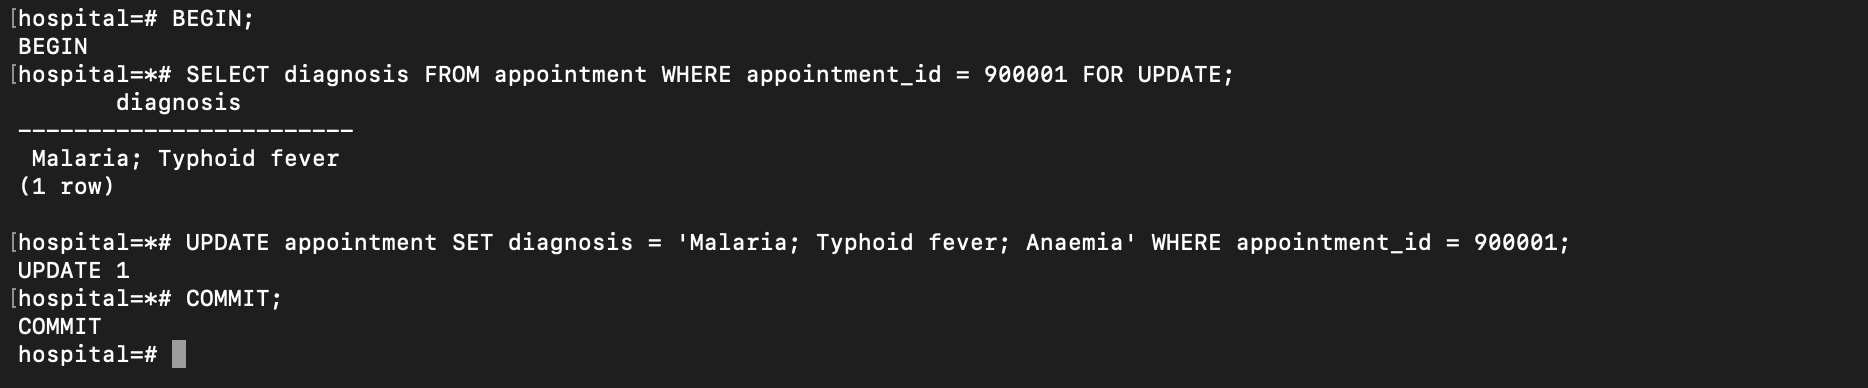 [hospital=# BEGIN;
BEGIN
[hospital=*# SELECT diagnosis FROM appointment WHERE appointment_id = 900001 FOR UPDATE;
diagnosis
------------------------
Malaria; Typhoid fever
(1 row)
[hospital=*# UPDATE appointment SET diagnosis = 'Malaria; Typhoid fever; Anaemia' WHERE appointment_id = 900001;
UPDATE 1
[hospital=*# COMMIT;
COMMIT
hospital=#